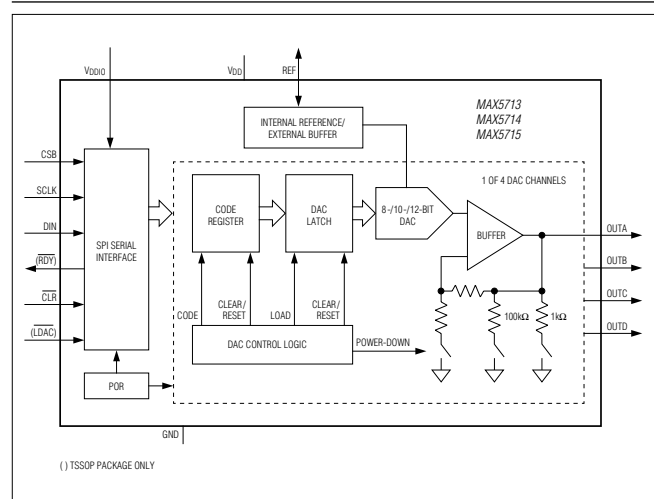 VDDIO
VDD
REF
INTERNAL REFERENCE/
EXTERNAL BUFFER
MAX5713
MAX5714
MAX5715
CSB
SCLK
DIN
(RDY)
CLR
(LDAC)
SPI SERIAL
INTERFACE
POR
1 OF 4 DAC CHANNELS
CODE
REGISTER
DAC
LATCH
8-/10-/12-BIT
DAC
BUFFER
OUTA
OUTB
OUTC
OUTD
CODE
CLEAR/
RESET
LOAD
CLEAR/
RESET
100kΩ
1kΩ
DAC CONTROL LOGIC
POWER-DOWN
GND
( ) TSSOP PACKAGE ONLY